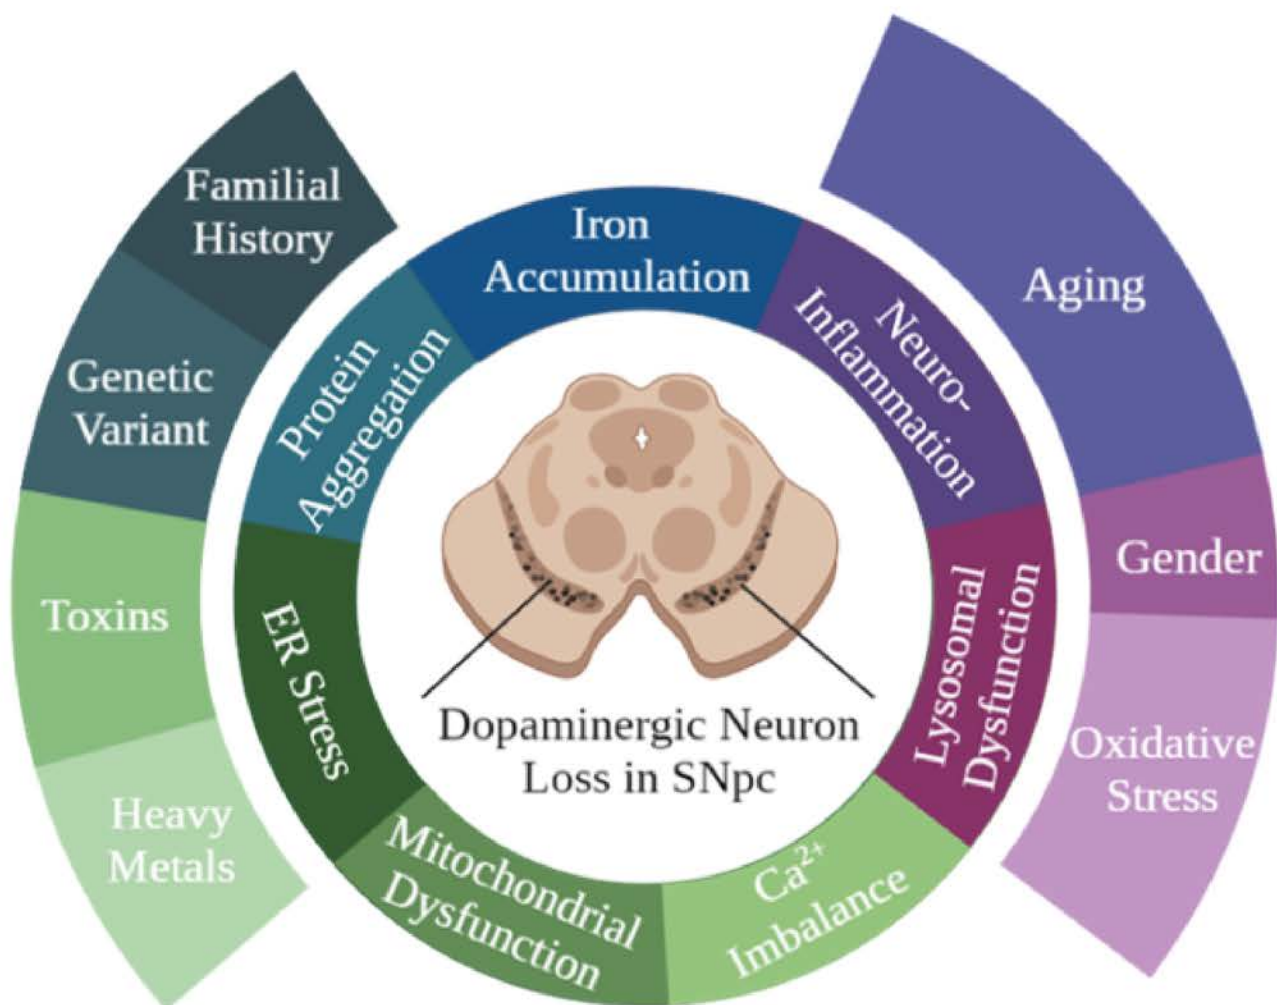 Familial
History
Genetic
Variant
Toxins
Heavy
Metals
Iron
Accumulation
Neuro-
Inflammation
Lysosomal
Dysfunction
Ca²⁺
Imbalance
Mitochondrial
Dysfunction
ER Stress
Protein
Aggregation
Dopaminergic Neuron
Loss in SNpc
Aging
Gender
Oxidative
Stress